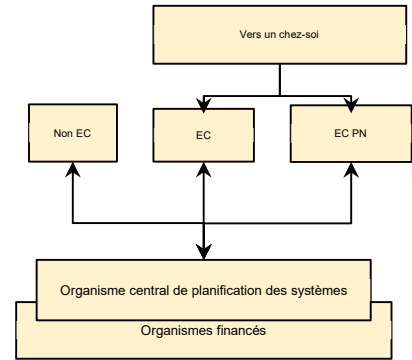 Vers un chez-soi
Non EC
EC
EC PN
Organisme central de planification des systèmes
Organismes financés